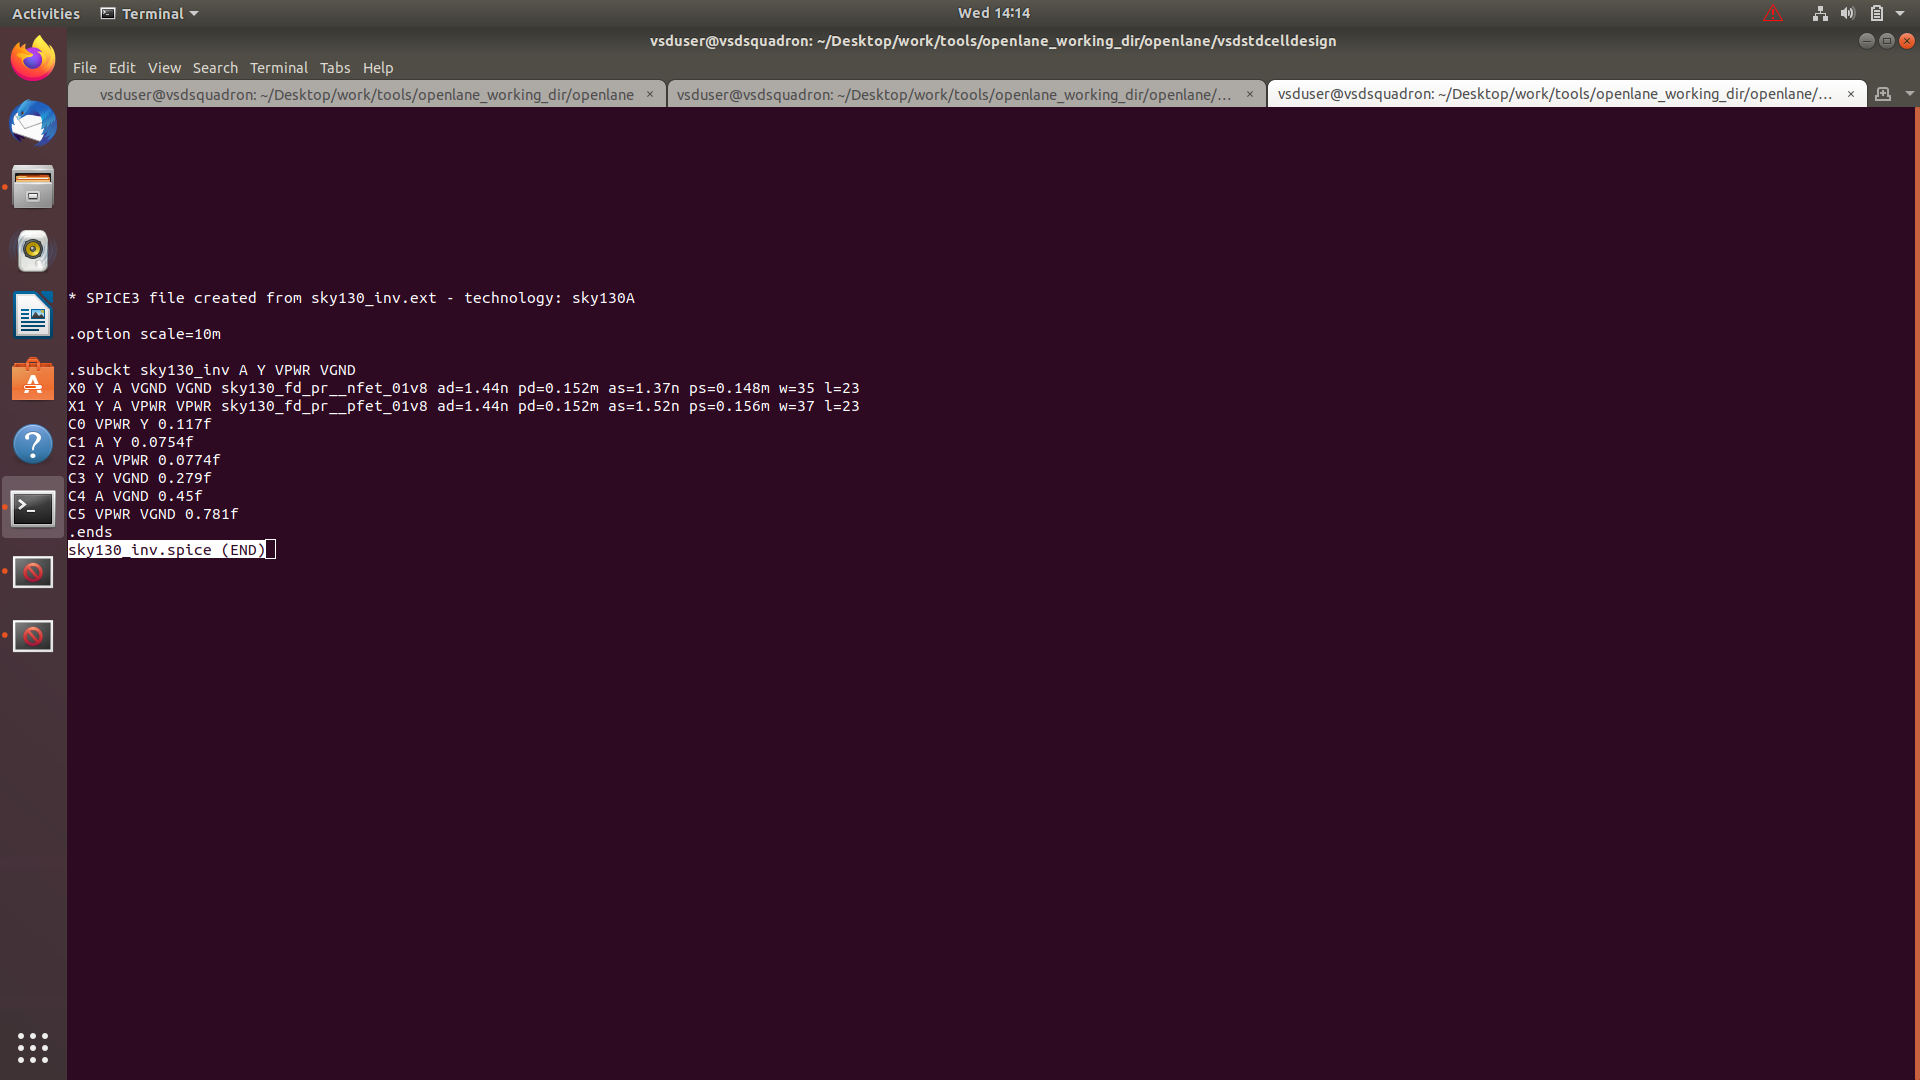 Activities Terminal Wed 14:14
vsduser@vsdsquadron: ~/Desktop/work/tools/openlane_working_dir/openlane/vsdstdcelldesign
File Edit View Search Terminal Tabs Help
vsduser@vsdsquadron: ~/Desktop/work/tools/openlane_working_dir/openlane × vsduser@vsdsquadron: ~/Desktop/work/tools/openlane_working_dir/openlane/... × vsduser@vsdsquadron: ~/Desktop/work/tools/openlane_working_dir/openlane/... ×
* SPICE3 file created from sky130_inv.ext - technology: sky130A
.option scale=10m
.subckt sky130_inv A Y VPWR VGND
X0 Y A VGND VGND sky130_fd_pr__nfet_01v8 ad=1.44n pd=0.152m as=1.37n ps=0.148m w=35 l=23
X1 Y A VPWR VPWR sky130_fd_pr__pfet_01v8 ad=1.44n pd=0.152m as=1.52n ps=0.156m w=37 l=23
C0 VPWR Y 0.117f
C1 A Y 0.0754f
C2 A VPWR 0.0774f
C3 Y VGND 0.279f
C4 A VGND 0.45f
C5 VPWR VGND 0.781f
.ends
sky130_inv.spice (END)